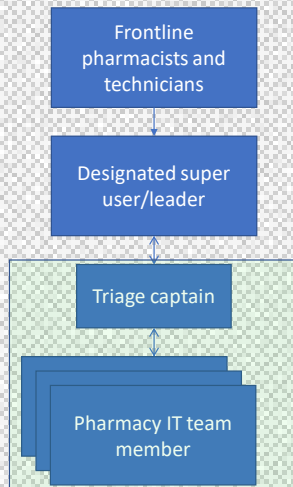 Frontline
pharmacists and
technicians
Designated super
user/leader
Triage captain
Pharmacy IT team
member